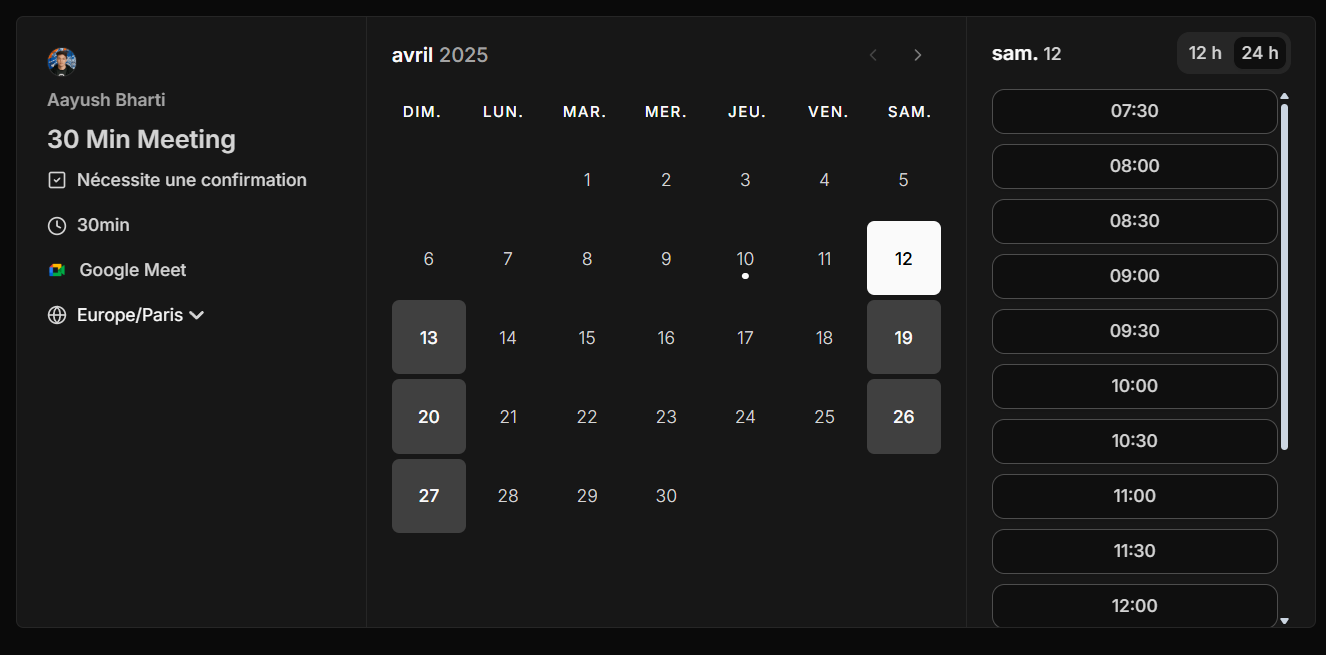 Aayush Bharti
30 Min Meeting
Nécessite une confirmation
30min
Google Meet
Europe/Paris
avril 2025
DIM. LUN. MAR. MER. JEU. VEN. SAM.
1 2 3 4 5
6 7 8 9 10 11 12
13 14 15 16 17 18 19
20 21 22 23 24 25 26
27 28 29 30
sam. 12
12 h 24 h
07:30
08:00
08:30
09:00
09:30
10:00
10:30
11:00
11:30
12:00